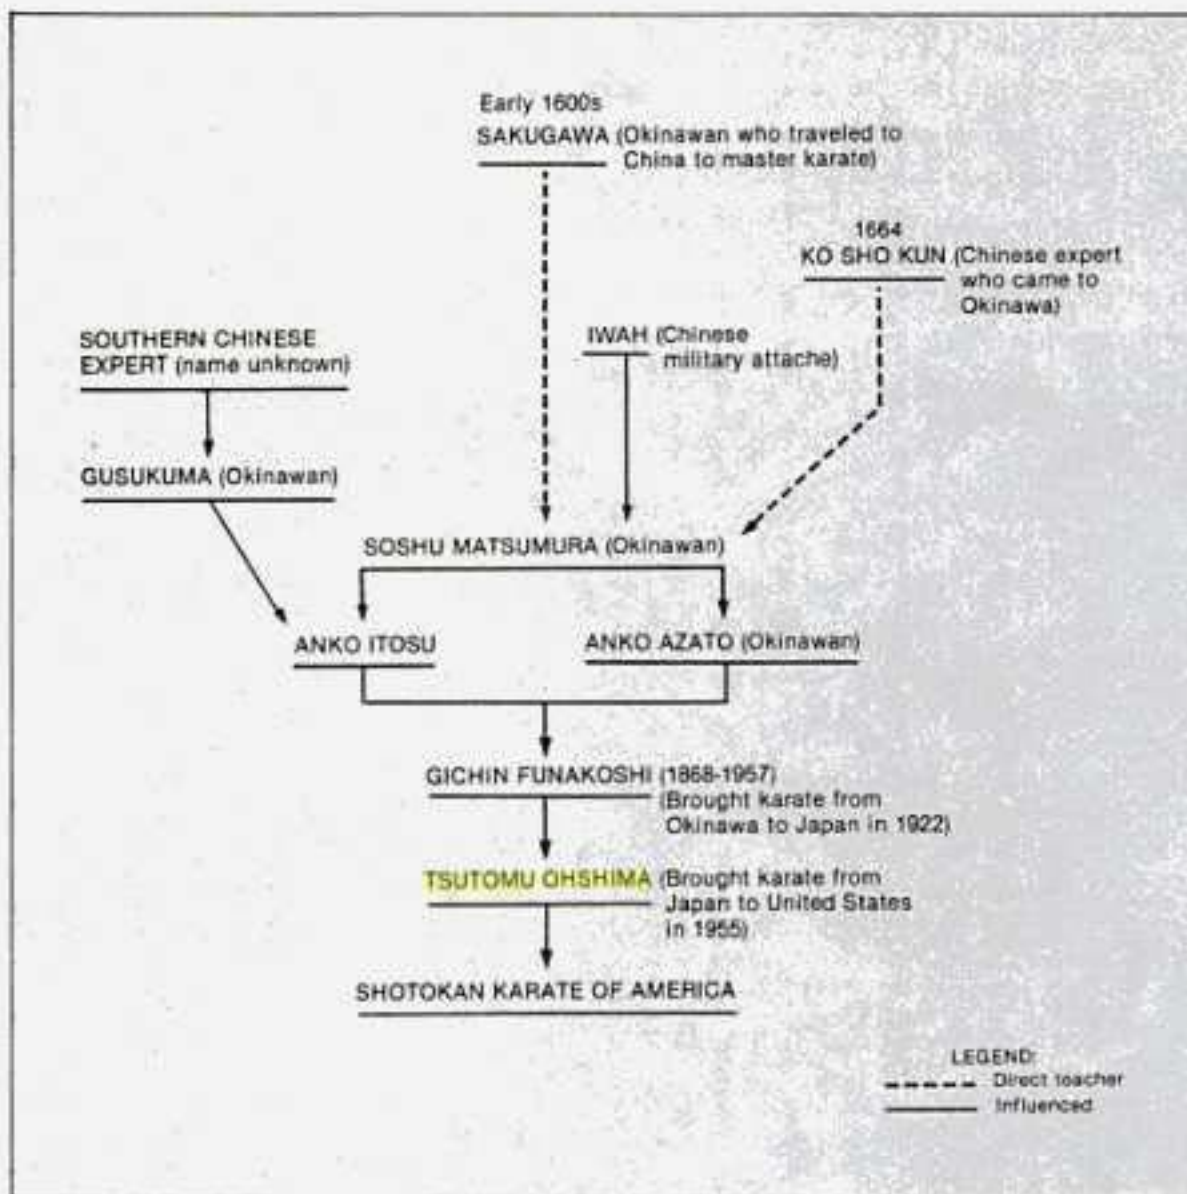 Early 1600s
SAKUGAWA (Okinawan who traveled to
China to master karate)
1664
KO SHO KUN (Chinese expert
who came to
Okinawa)
IWAH (Chinese
military attache)
SOUTHERN CHINESE
EXPERT (name unknown)
GUSUKUMA (Okinawan)
SOSHU MATSUMURA (Okinawan)
ANKO ITOSU
ANKO AZATO (Okinawan)
GICHIN FUNAKOSHI (1868-1957)
(Brought karate from
Okinawa to Japan in 1922)
TSUTOMU OHSHIMA (Brought karate from
Japan to United States
in 1955)
SHOTOKAN KARATE OF AMERICA
LEGEND:
Direct teacher
Influenced